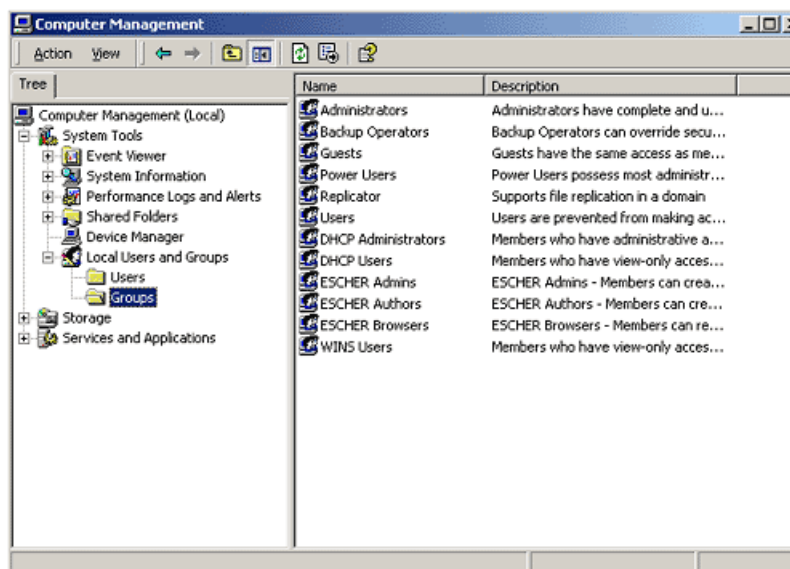 Computer Management
Action View
Tree
Computer Management (Local)
System Tools
Event Viewer
System Information
Performance Logs and Alerts
Shared Folders
Device Manager
Local Users and Groups
Users
Groups
Storage
Services and Applications
Name Description
Administrators Administrators have complete and u...
Backup Operators Backup Operators can override secu...
Guests Guests have the same access as me...
Power Users Power Users possess most administr...
Replicator Supports file replication in a domain
Users Users are prevented from making ac...
DHCP Administrators Members who have administrative a...
DHCP Users Members who have view-only acces...
ESCHER Admins ESCHER Admins - Members can crea...
ESCHER Authors ESCHER Authors - Members can cre...
ESCHER Browsers ESCHER Browsers - Members can re...
WINS Users Members who have view-only acces...